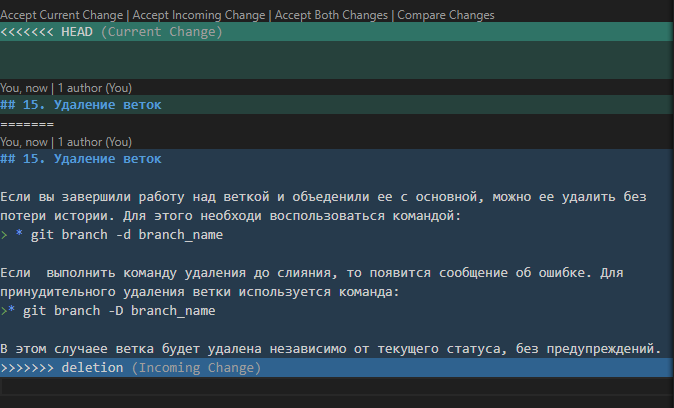 Accept Current Change | Accept Incoming Change | Accept Both Changes | Compare Changes
<<<<<<< HEAD (Current Change)
You, now | 1 author (You)
## 15. Удаление веток
=======
You, now | 1 author (You)
## 15. Удаление веток
Если вы завершили работу над веткой и объеденили ее с основной, можно ее удалить без
потери истории. Для этого необходи воспользоваться командой:
> * git branch -d branch_name
Если  выполнить команду удаления до слияния, то появится сообщение об ошибке. Для
принудительного удаления ветки используется команда:
>* git branch -D branch_name
В этом случаее ветка будет удалена независимо от текущего статуса, без предупреждений.
>>>>>>> deletion (Incoming Change)